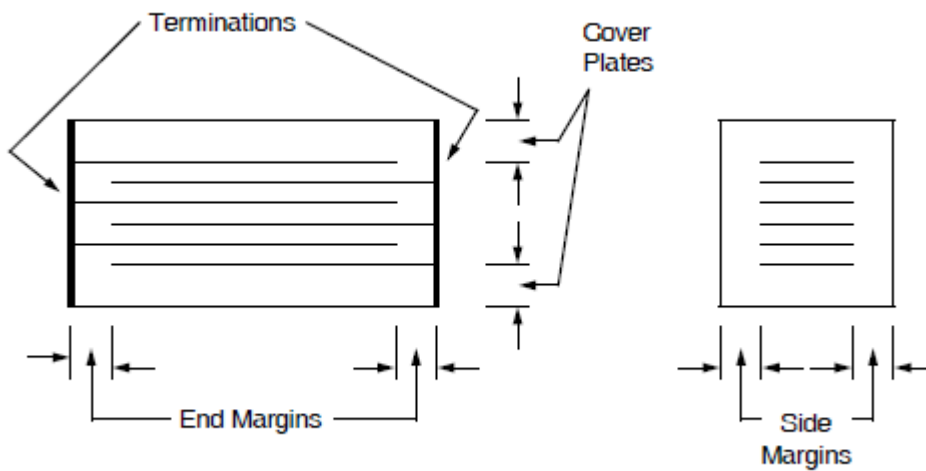 Terminations
Cover
Plates
End Margins
Side
Margins